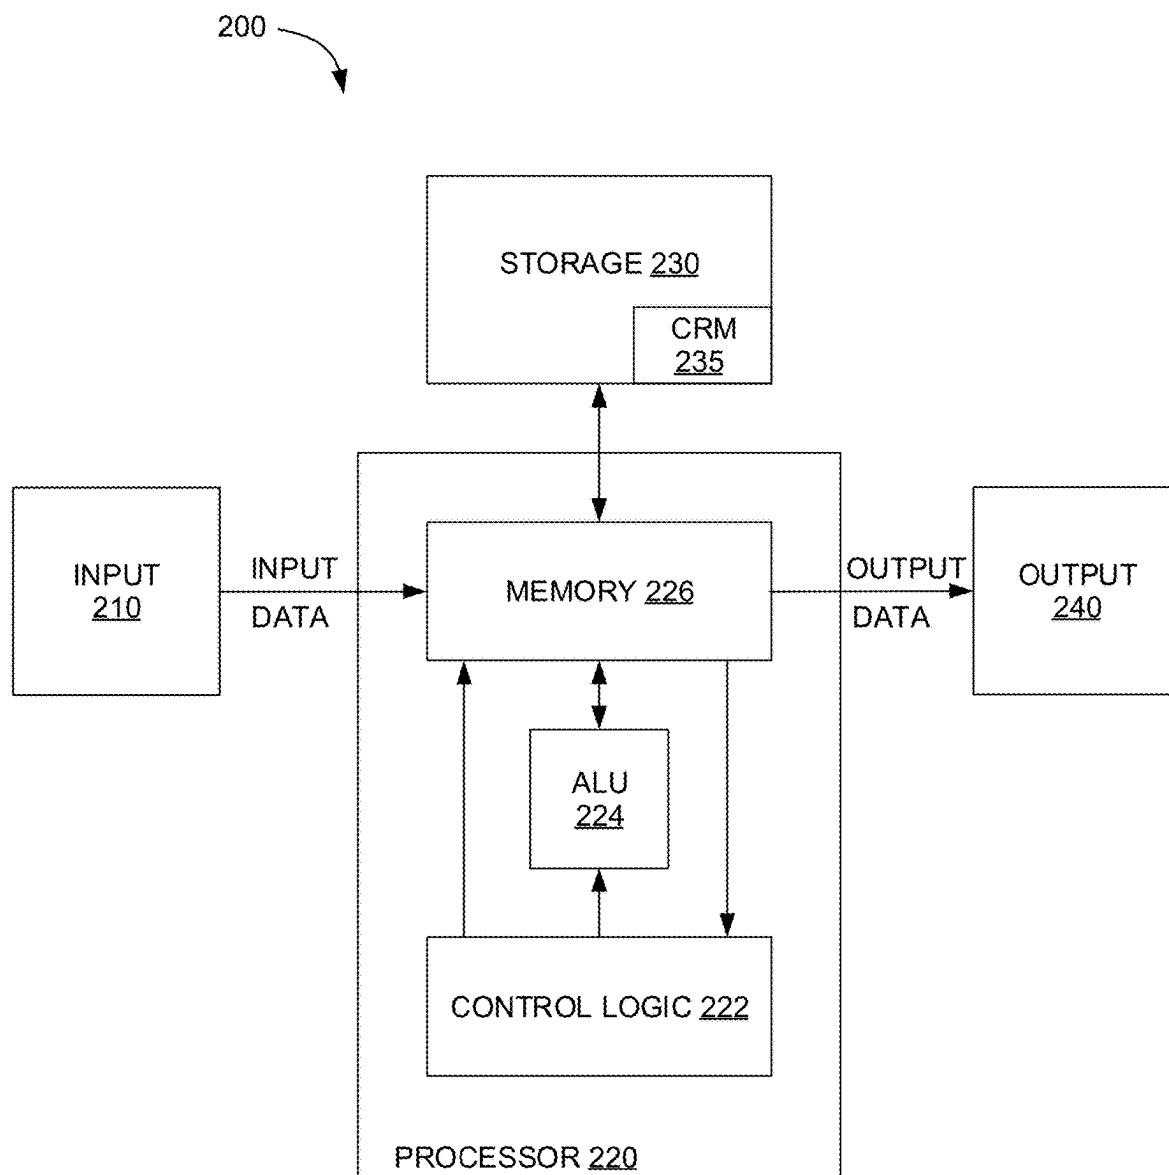 200
STORAGE 230
CRM
235
INPUT
210
INPUT
DATA
MEMORY 226
OUTPUT
DATA
OUTPUT
240
ALU
224
CONTROL LOGIC 222
PROCESSOR 220